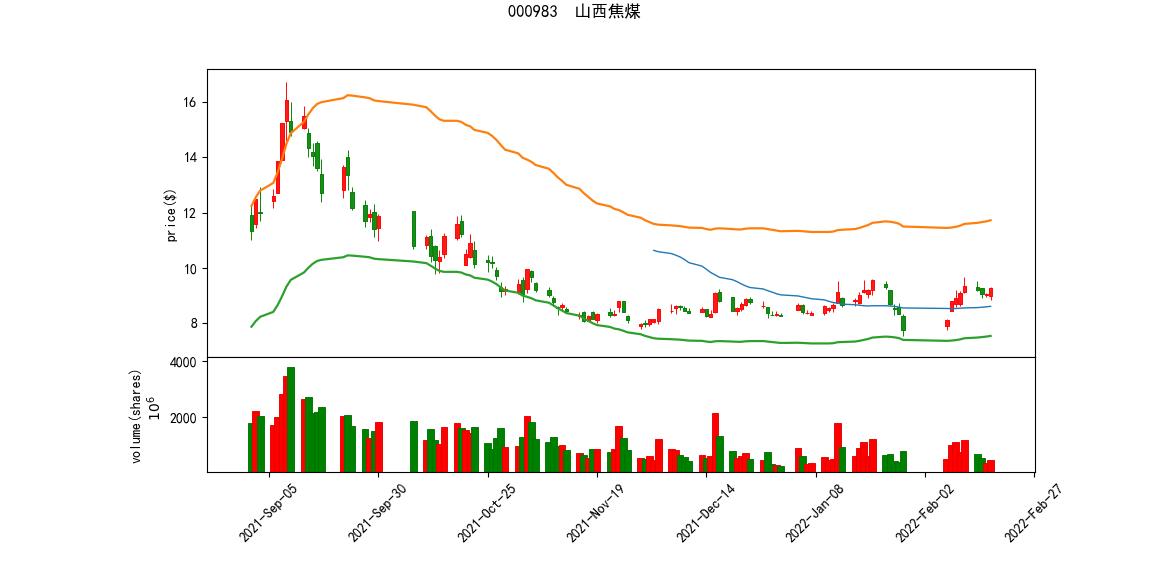 000983 山西焦煤
price($)
16
14
12
10
8
volume(shares)
10^6
4000
2000
2021-Sep-05
2021-Sep-30
2021-Oct-25
2021-Nov-19
2021-Dec-14
2022-Jan-08
2022-Feb-02
2022-Feb-27